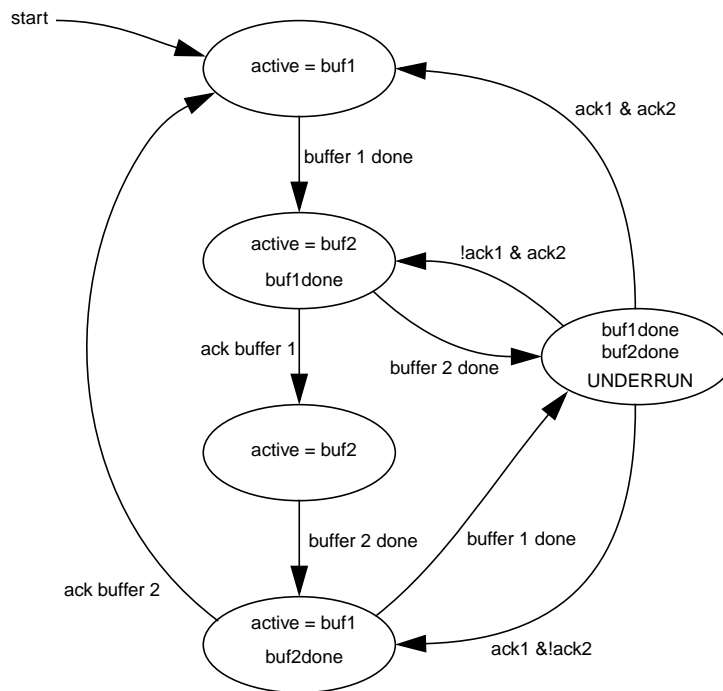 start
active = buf1
ack1 & ack2
buffer 1 done
active = buf2
buf1done
!ack1 & ack2
buf1done
buf2done
UNDERRUN
ack buffer 1
buffer 2 done
active = buf2
buffer 2 done
buffer 1 done
ack buffer 2
active = buf1
buf2done
ack1 &!ack2